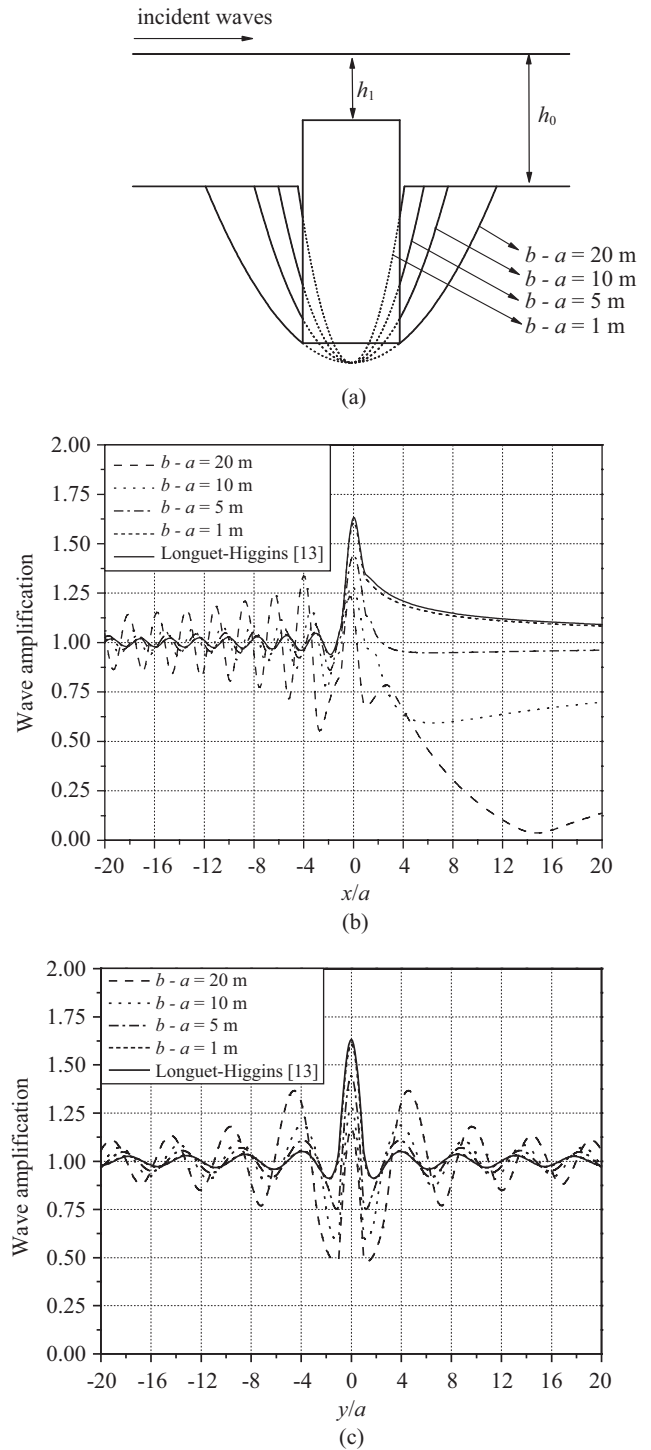 incident waves
h₁
h₀
b - a = 20 m
b - a = 10 m
b - a = 5 m
b - a = 1 m
(a)
2.00
1.75
1.50
1.25
1.00
0.75
0.50
0.25
0.00
Wave amplification
b - a = 20 m
b - a = 10 m
b - a = 5 m
b - a = 1 m
Longuet-Higgins [13]
-20 -16 -12 -8 -4 0 4 8 12 16 20
x/a
(b)
2.00
1.75
1.50
1.25
1.00
0.75
0.50
0.25
0.00
Wave amplification
b - a = 20 m
b - a = 10 m
b - a = 5 m
b - a = 1 m
Longuet-Higgins [13]
-20 -16 -12 -8 -4 0 4 8 12 16 20
y/a
(c)